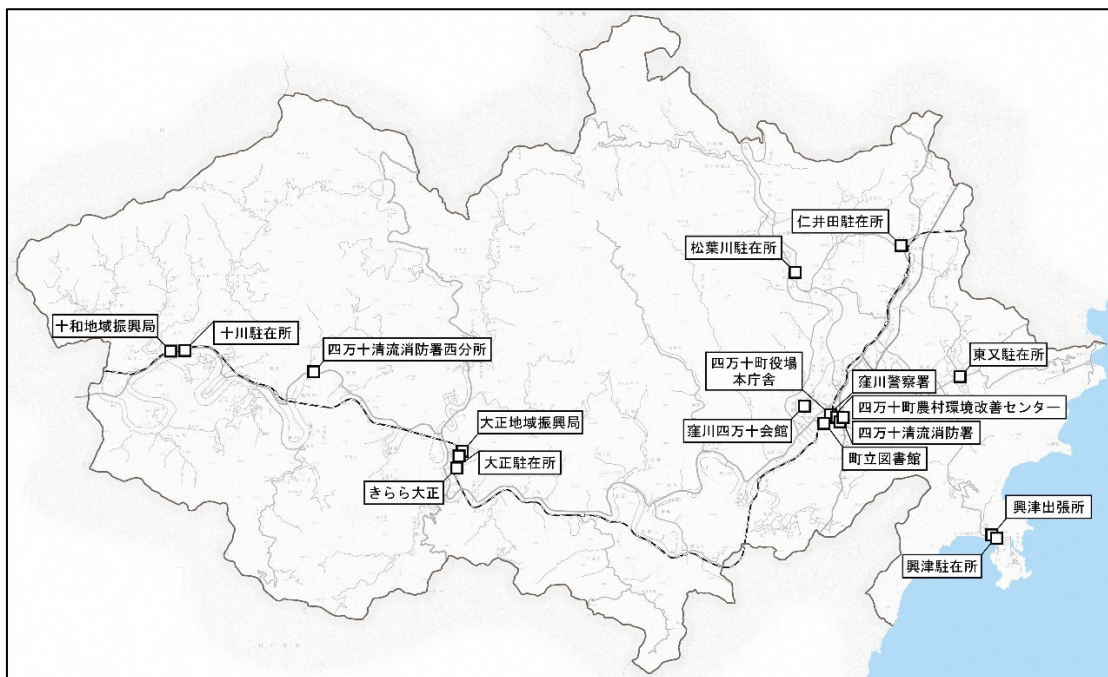 仁井田駐在所
松葉川駐在所
十和地域振興局
十川駐在所
四万十清流消防署西分所
四万十町役場
本庁舎
窪川警察署
東又駐在所
四万十町農村環境改善センター
大正地域振興局
窪川四万十会館
四万十清流消防署
大正駐在所
町立図書館
きらら大正
興津出張所
興津駐在所